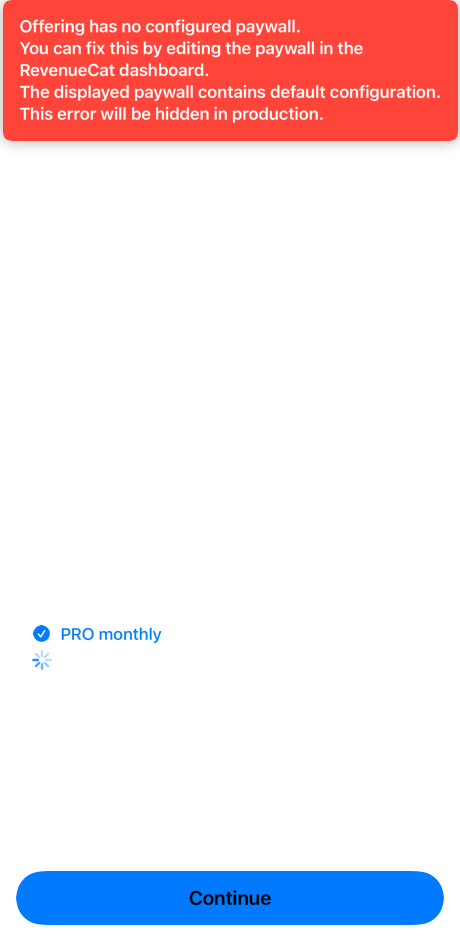 Offering has no configured paywall.
You can fix this by editing the paywall in the
RevenueCat dashboard.
The displayed paywall contains default configuration.
This error will be hidden in production.
PRO monthly
Continue